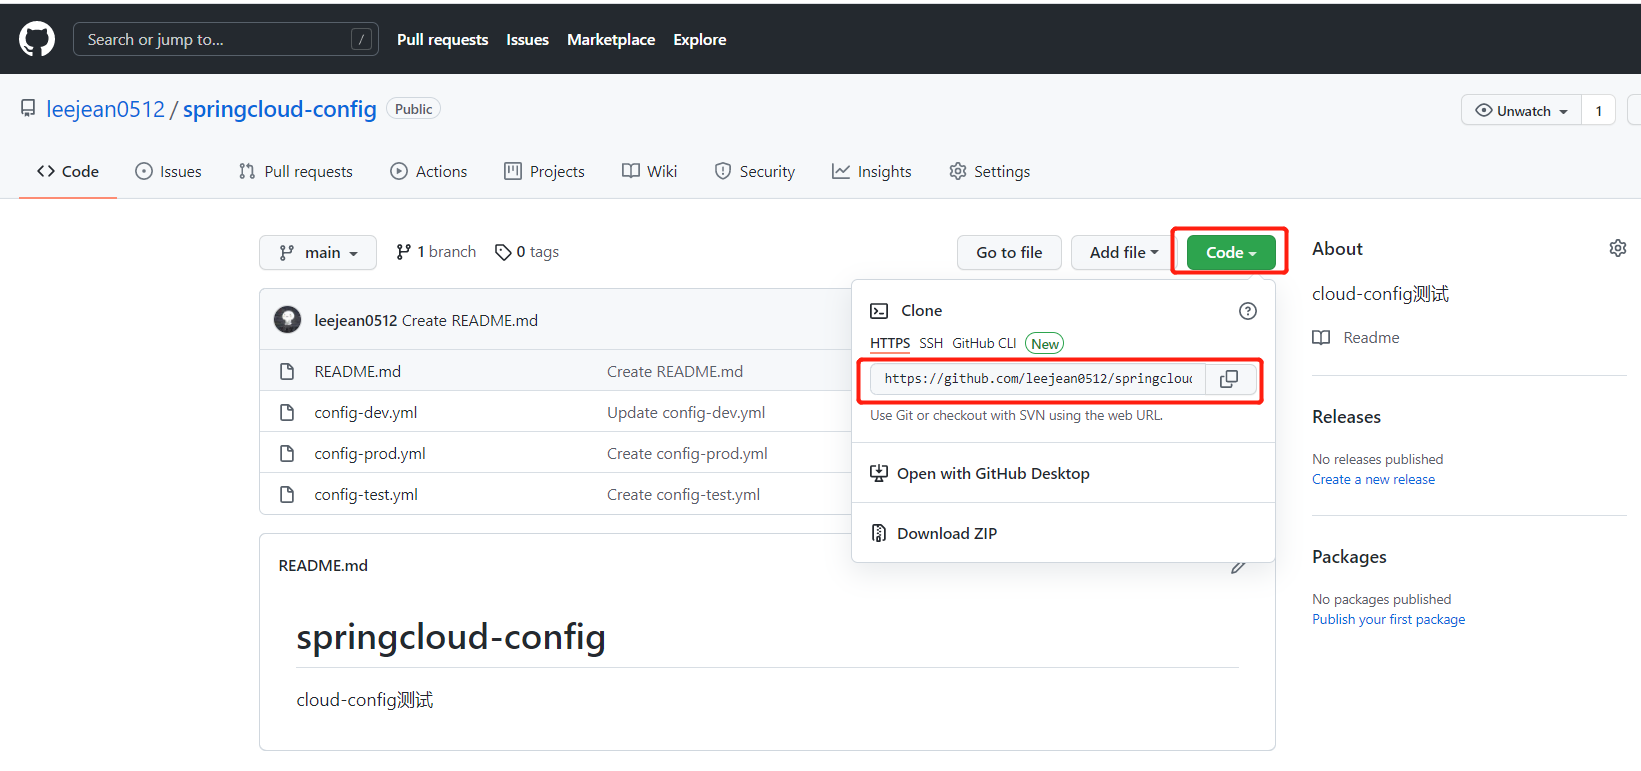 Search or jump to... /
Pull requests Issues Marketplace Explore
leejean0512 / springcloud-config Public
Unwatch 1
Code Issues Pull requests Actions Projects Wiki Security Insights Settings
main 1 branch 0 tags Go to file Add file Code
leejean0512 Create README.md
README.md Create README.md
config-dev.yml Update config-dev.yml
config-prod.yml Create config-prod.yml
config-test.yml Create config-test.yml
Clone
HTTPS SSH GitHub CLI New
https://github.com/leejean0512/springcloud
Use Git or checkout with SVN using the web URL.
Open with GitHub Desktop
Download ZIP
README.md
springcloud-config
cloud-config测试
About
cloud-config测试
Readme
Releases
No releases published
Create a new release
Packages
No packages published
Publish your first package